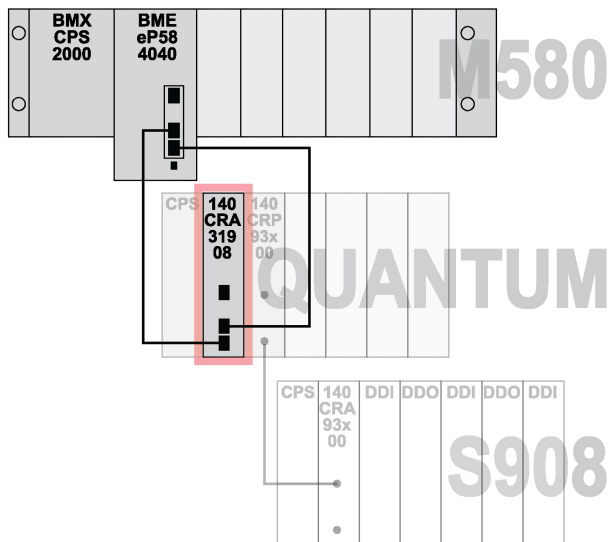 BMX
CPS
2000
BME
eP58
4040
M580
CPS
140
CRA
319
08
140
CRP
93x
00
QUANTUM
CPS
140
CRA
93x
00
DDI
DDO
DDI
DDO
DDI
S908